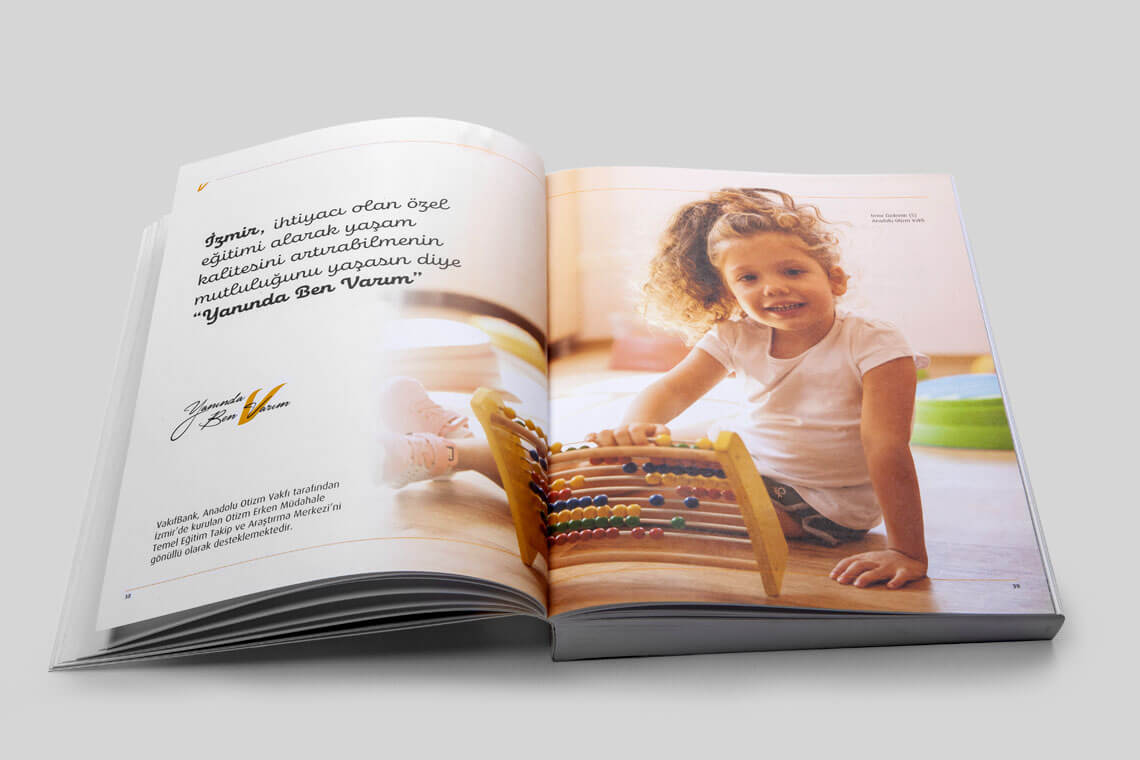 İzmir, ihtiyacı olan özel
eğitimi alarak yaşam
kalitesini artırabilmenin
mutluluğunu yaşasın diye
“Yanında Ben Varım”
Yanında
Ben Varım
VakıfBank, Anadolu Otizm Vakfı tarafından
İzmir’de kurulan Otizm Erken Müdahale
Temel Eğitim Takip ve Araştırma Merkezi’ni
gönüllü olarak desteklemektedir.
38
(5)
Anadolu Otizm Vakfı
39